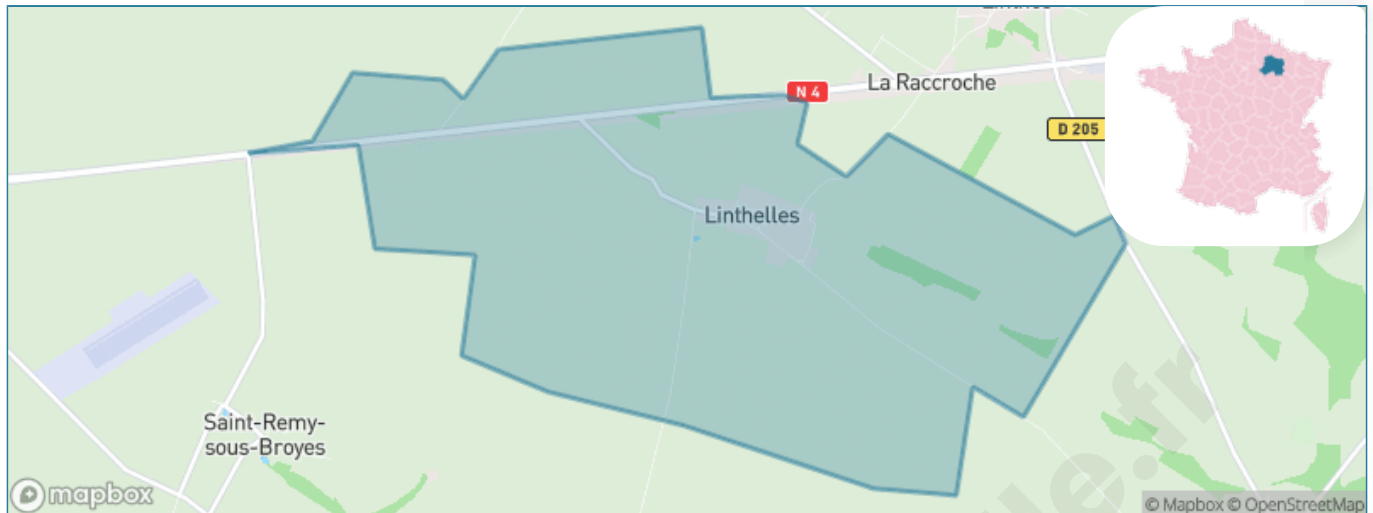 N 4
La Raccroche
D 205
Linthelles
Saint-Remy-
sous-Broyes
mapbox
© Mapbox © OpenStreetMap